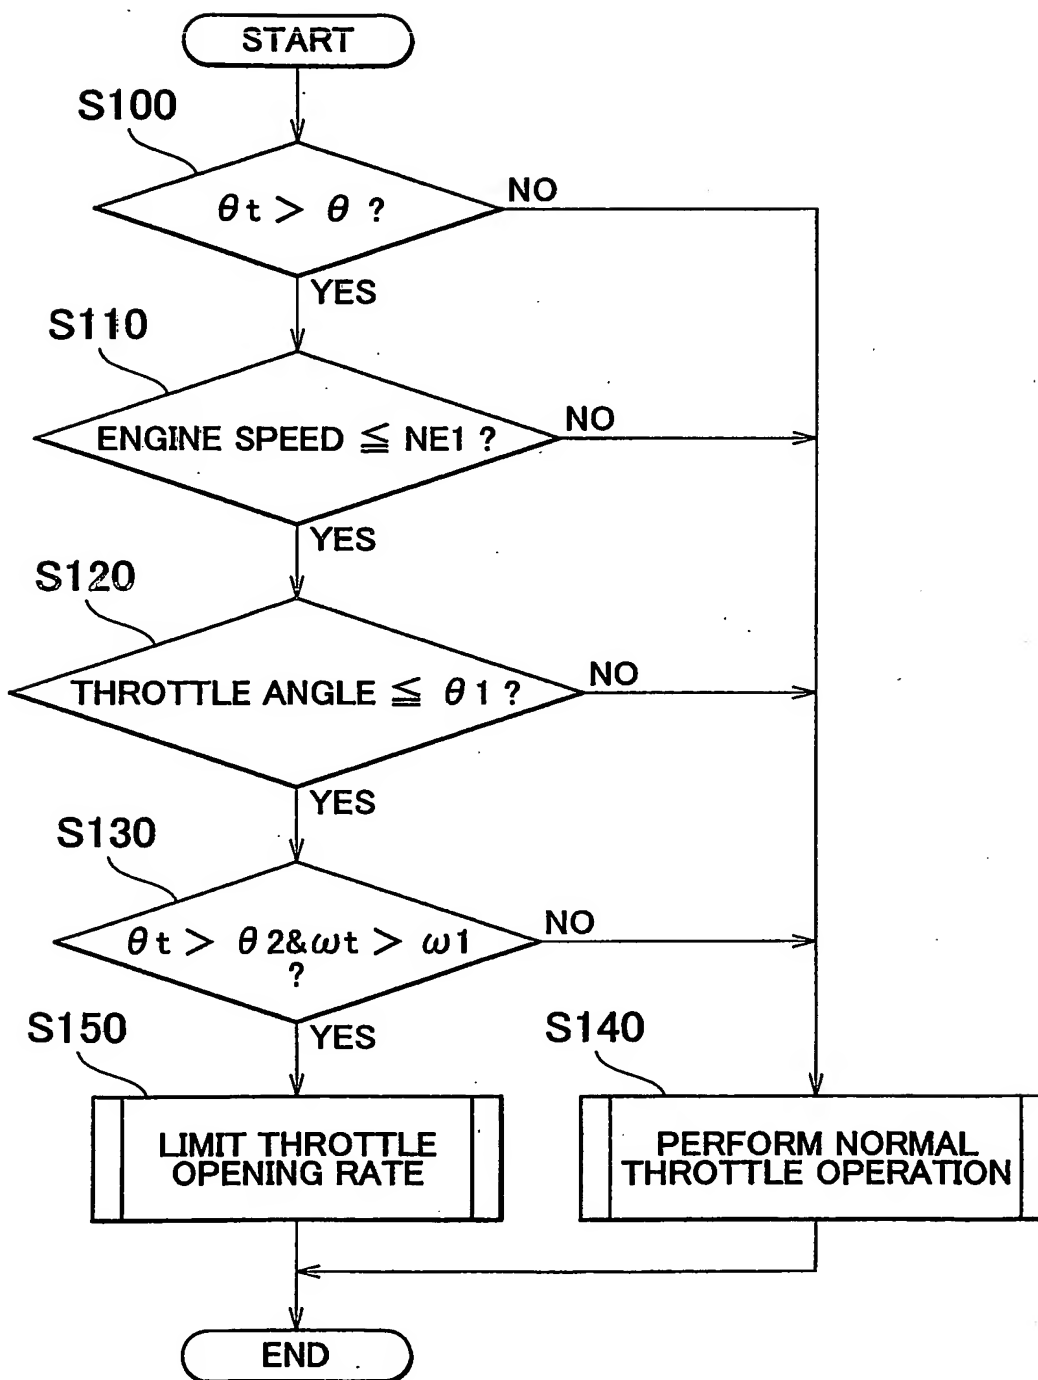 START
S100
θt > θ ?
NO
YES
S110
ENGINE SPEED ≦ NE1 ?
NO
YES
S120
THROTTLE ANGLE ≦ θ1 ?
NO
YES
S130
θt > θ2&ωt > ω1
?
NO
YES
S150
LIMIT THROTTLE
OPENING RATE
S140
PERFORM NORMAL
THROTTLE OPERATION
END